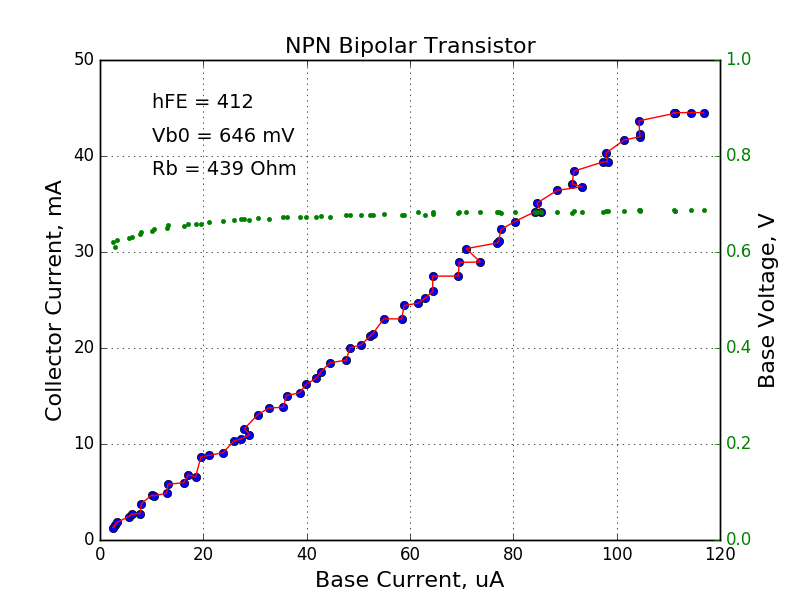 NPN Bipolar Transistor
hFE = 412
Vb0 = 646 mV
Rb = 439 Ohm
Collector Current, mA
50
40
30
20
10
0
1.0
0.8
0.6
0.4
0.2
0.0
Base Voltage, V
0 20 40 60 80 100 120
Base Current, uA